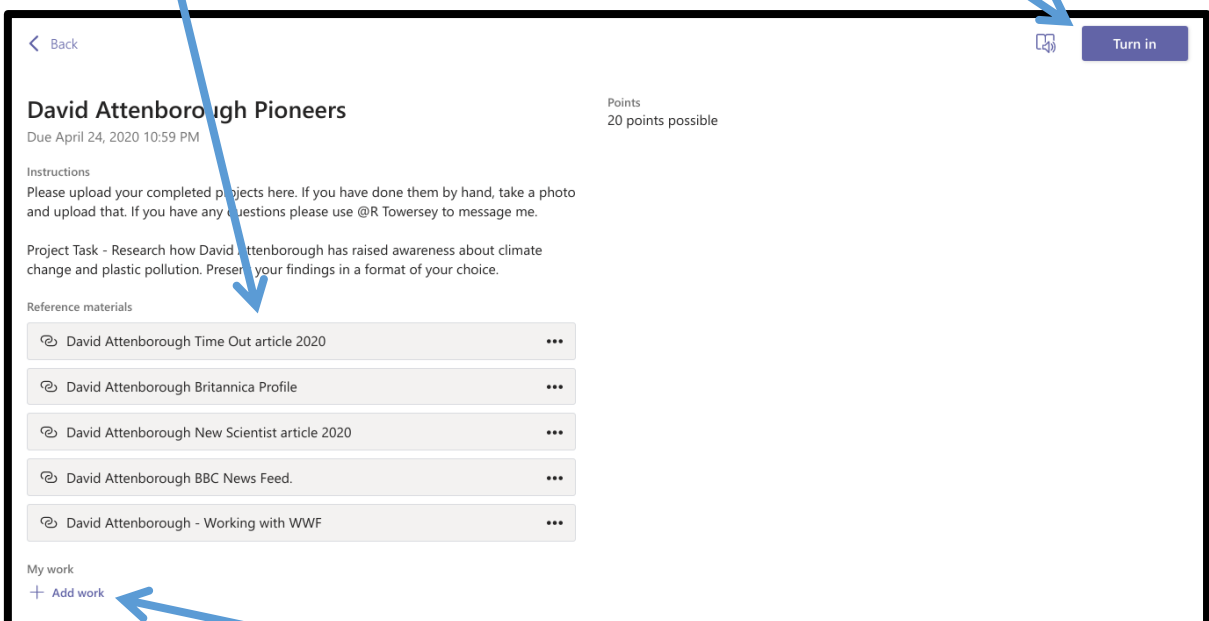 Back
Turn in
David Attenborough Pioneers
Due April 24, 2020 10:59 PM
Points
20 points possible
Instructions
Please upload your completed projects here. If you have done them by hand, take a photo
and upload that. If you have any questions please use @R Towersey to message me.
Project Task - Research how David Attenborough has raised awareness about climate
change and plastic pollution. Present your findings in a format of your choice.
Reference materials
David Attenborough Time Out article 2020
David Attenborough Britannica Profile
David Attenborough New Scientist article 2020
David Attenborough BBC News Feed.
David Attenborough - Working with WWF
My work
+ Add work